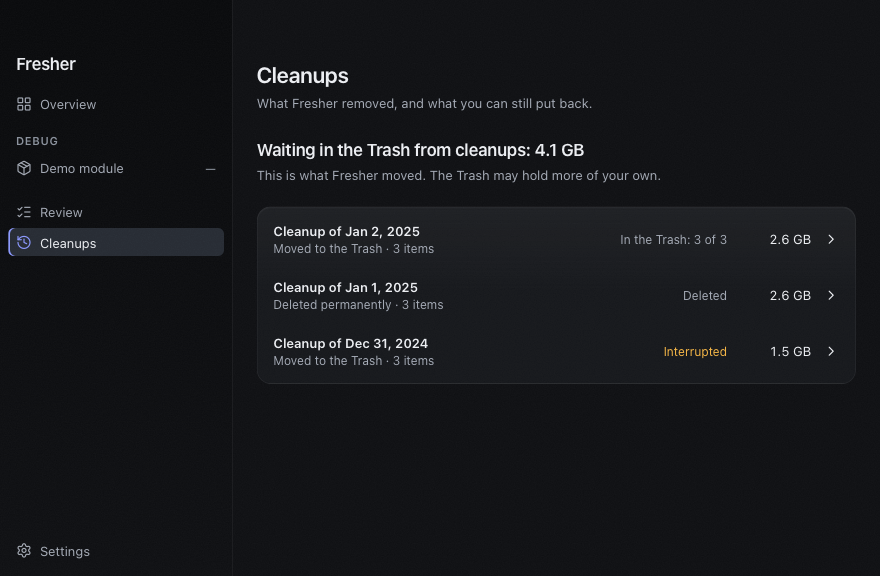 Fresher
Overview
DEBUG
Demo module
Review
Cleanups
Settings
Cleanups
What Fresher removed, and what you can still put back.
Waiting in the Trash from cleanups: 4.1 GB
This is what Fresher moved. The Trash may hold more of your own.
Cleanup of Jan 2, 2025
Moved to the Trash · 3 items
In the Trash: 3 of 3
2.6 GB
Cleanup of Jan 1, 2025
Deleted permanently · 3 items
Deleted
2.6 GB
Cleanup of Dec 31, 2024
Moved to the Trash · 3 items
Interrupted
1.5 GB